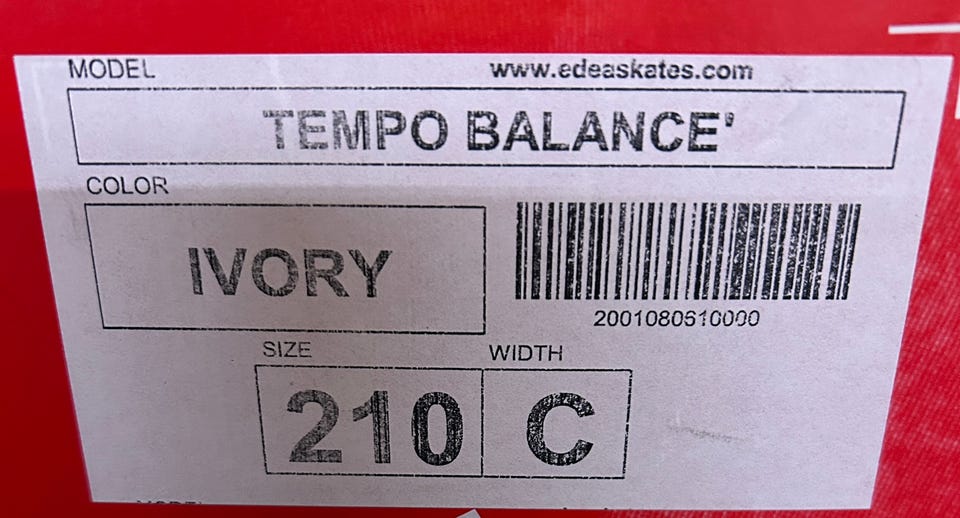 MODEL www.edeaskates.com
TEMPO BALANCE'
COLOR
IVORY
2001080610000
SIZE WIDTH
210 C